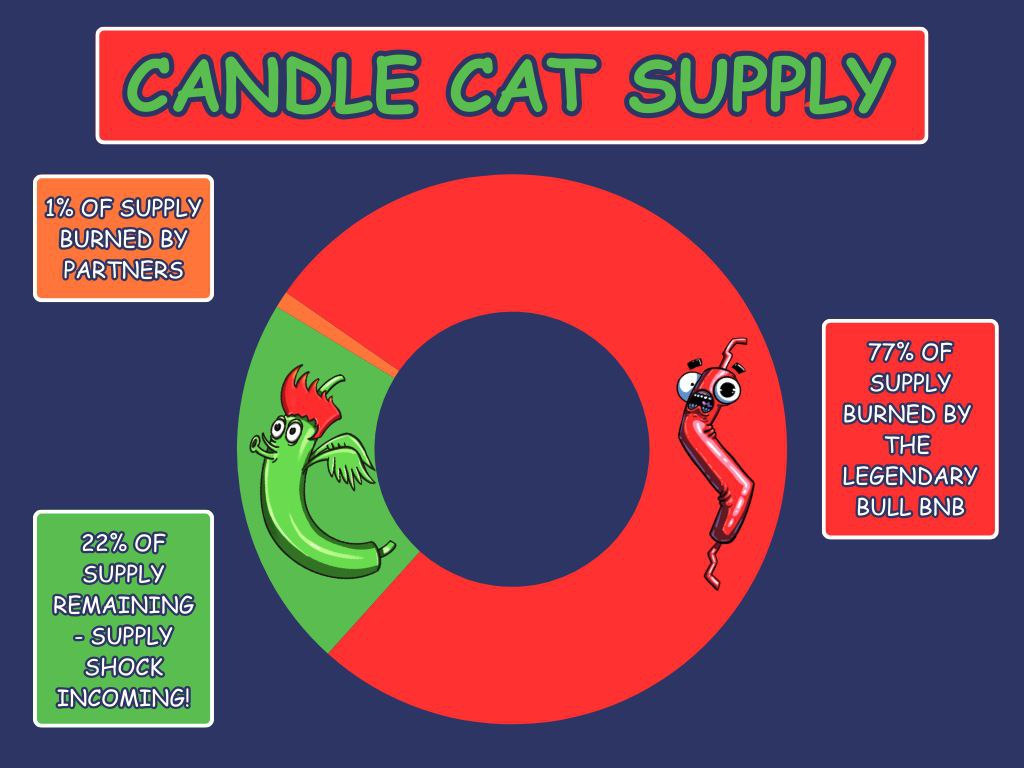 CANDLE CAT SUPPLY
1% OF SUPPLY
BURNED BY
PARTNERS
77% OF
SUPPLY
BURNED BY
THE
LEGENDARY
BULL BNB
22% OF
SUPPLY
REMAINING
- SUPPLY
SHOCK
INCOMING!